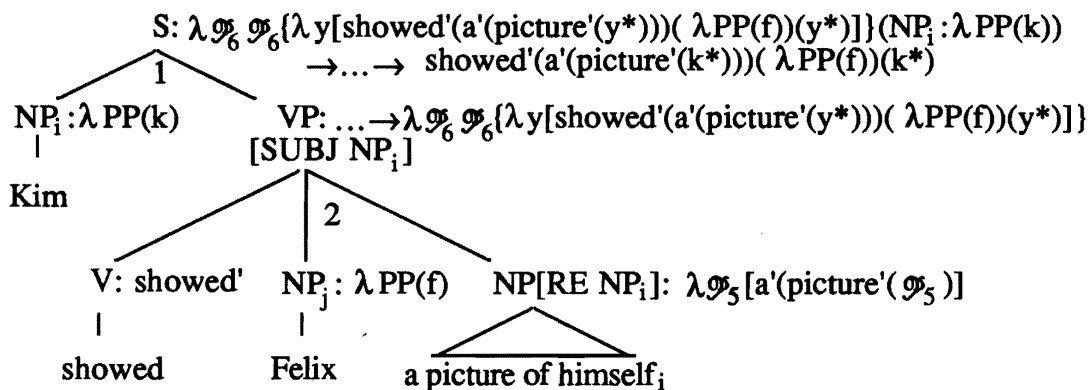 S: λ𝒫₆ 𝒫₆{λy[showed'(a'(picture'(y*)))( λPP(f))(y*)]}(NPᵢ: λPP(k))
1 →...→ showed'(a'(picture'(k*)))( λPP(f))(k*)
NPᵢ: λPP(k) VP: ...→λ𝒫₆ 𝒫₆{λy[showed'(a'(picture'(y*)))( λPP(f))(y*)]}
[SUBJ NPᵢ]
Kim
2
V: showed' NPⱼ: λPP(f) NP[RE NPᵢ]: λ𝒫₅[a'(picture'(𝒫₅)]
showed Felix a picture of himselfᵢ